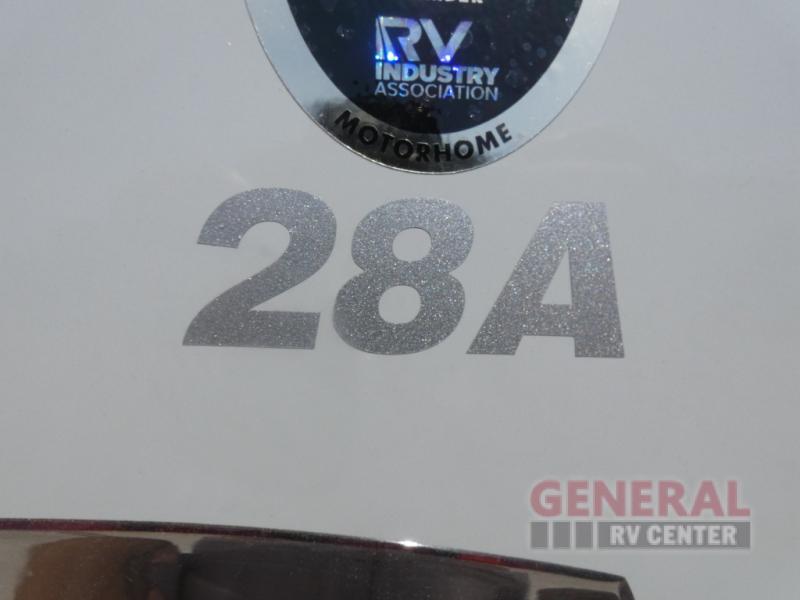 RV
INDUSTRY
ASSOCIATION
MOTORHOME
28A
GENERAL
RV CENTER